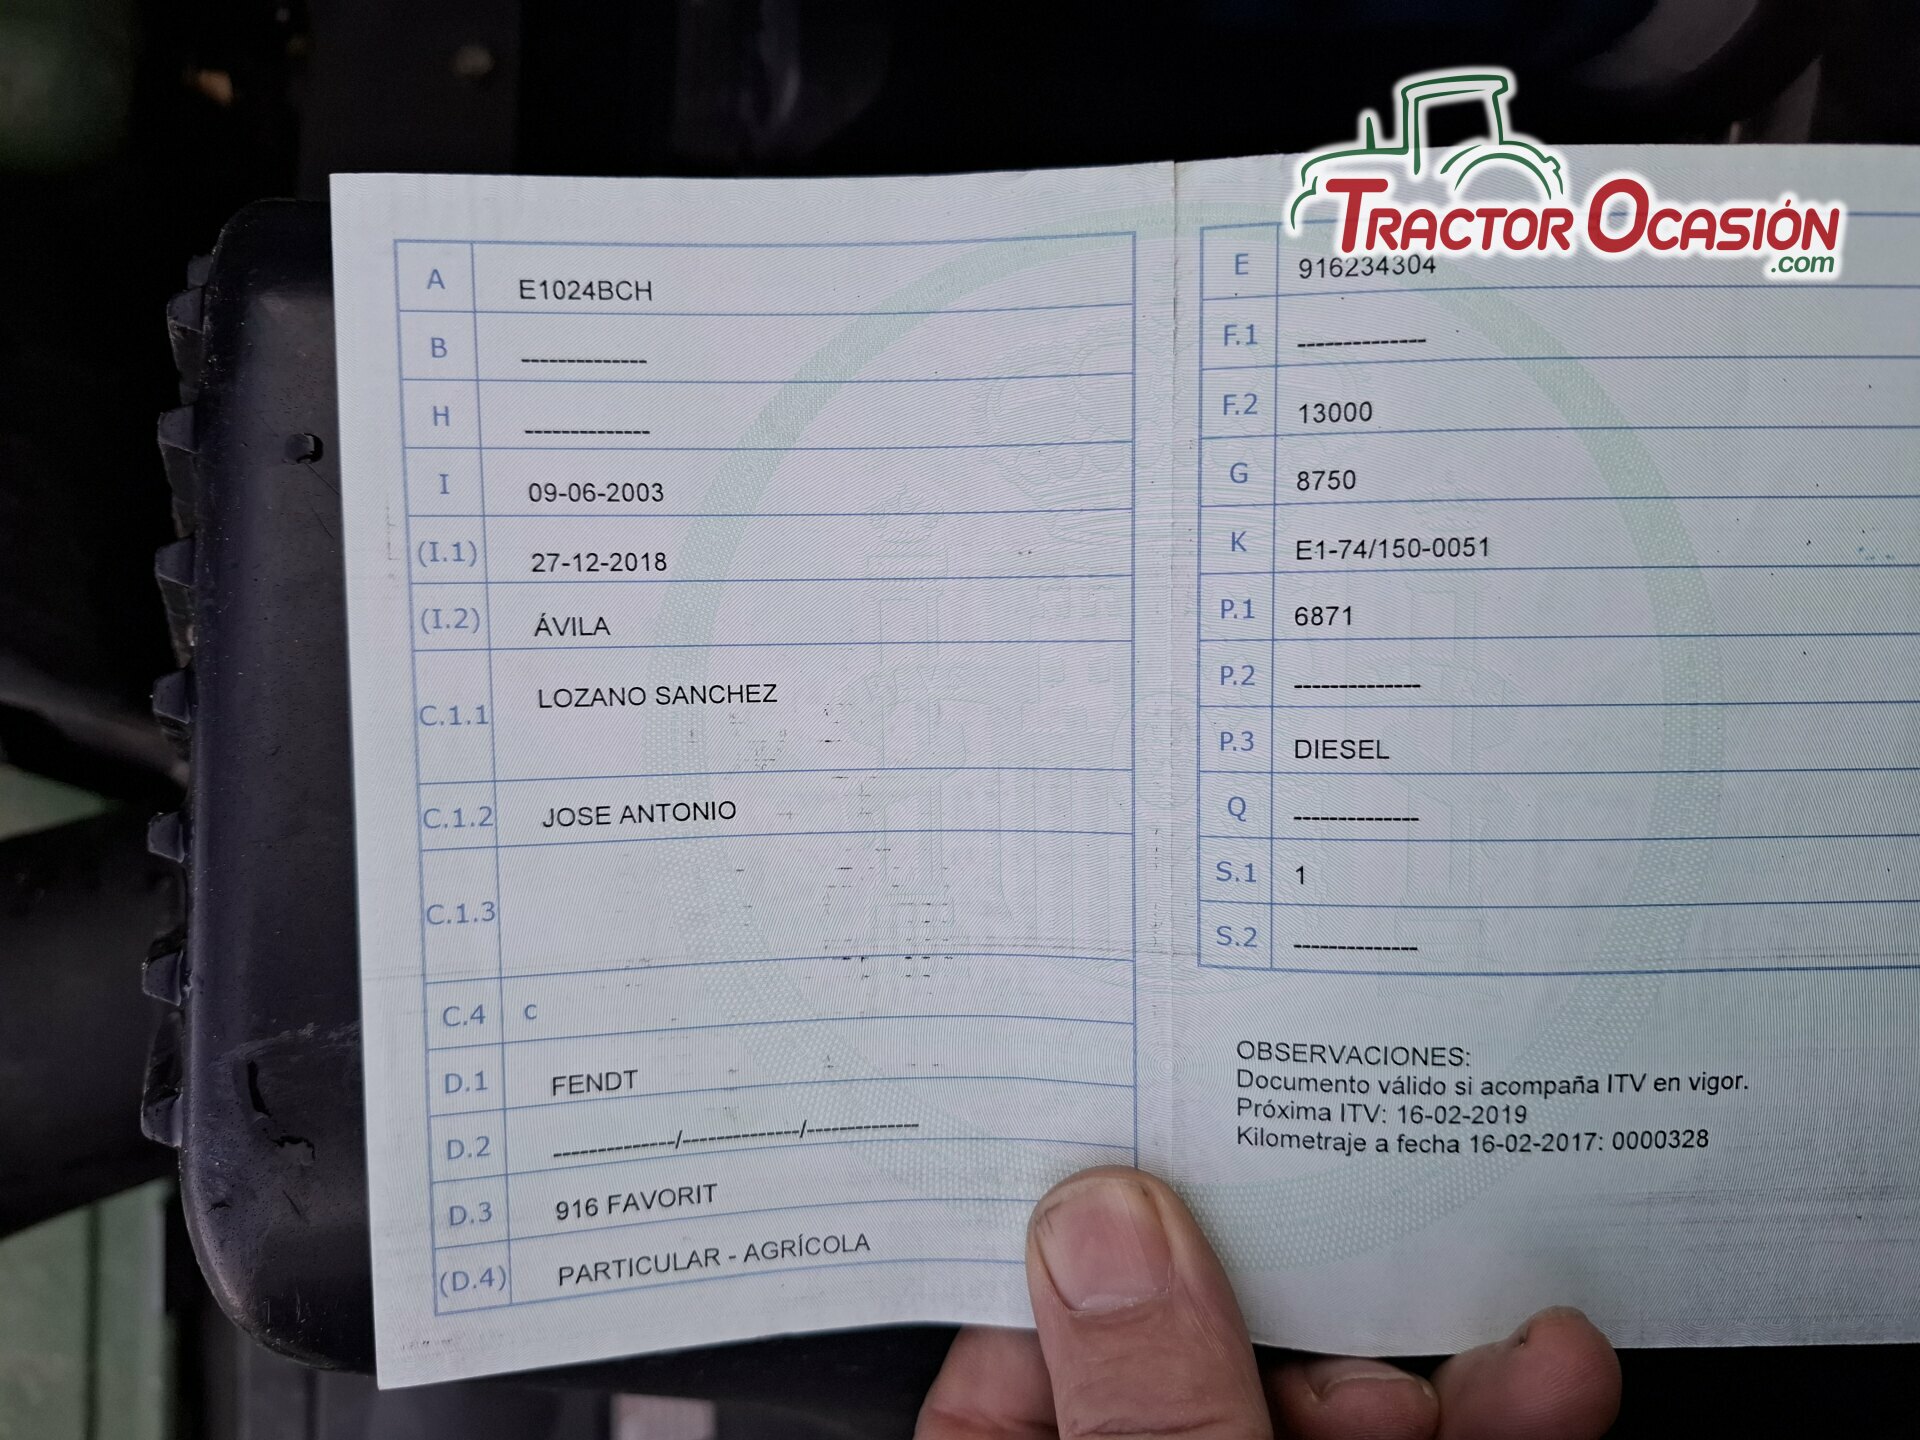 TRACTOR OCASIÓN
.com
A E1024BCH
B --------------
H --------------
I 09-06-2003
(I.1) 27-12-2018
(I.2) ÁVILA
C.1.1 LOZANO SANCHEZ
C.1.2 JOSE ANTONIO
C.1.3
C.4 c
D.1 FENDT
D.2 --------------/--------------/--------------
D.3 916 FAVORIT
(D.4) PARTICULAR - AGRÍCOLA
E 916234304
F.1 --------------
F.2 13000
G 8750
K E1-74/150-0051
P.1 6871
P.2 --------------
P.3 DIESEL
Q --------------
S.1 1
S.2 --------------
OBSERVACIONES:
Documento válido si acompaña ITV en vigor.
Próxima ITV: 16-02-2019
Kilometraje a fecha 16-02-2017: 0000328